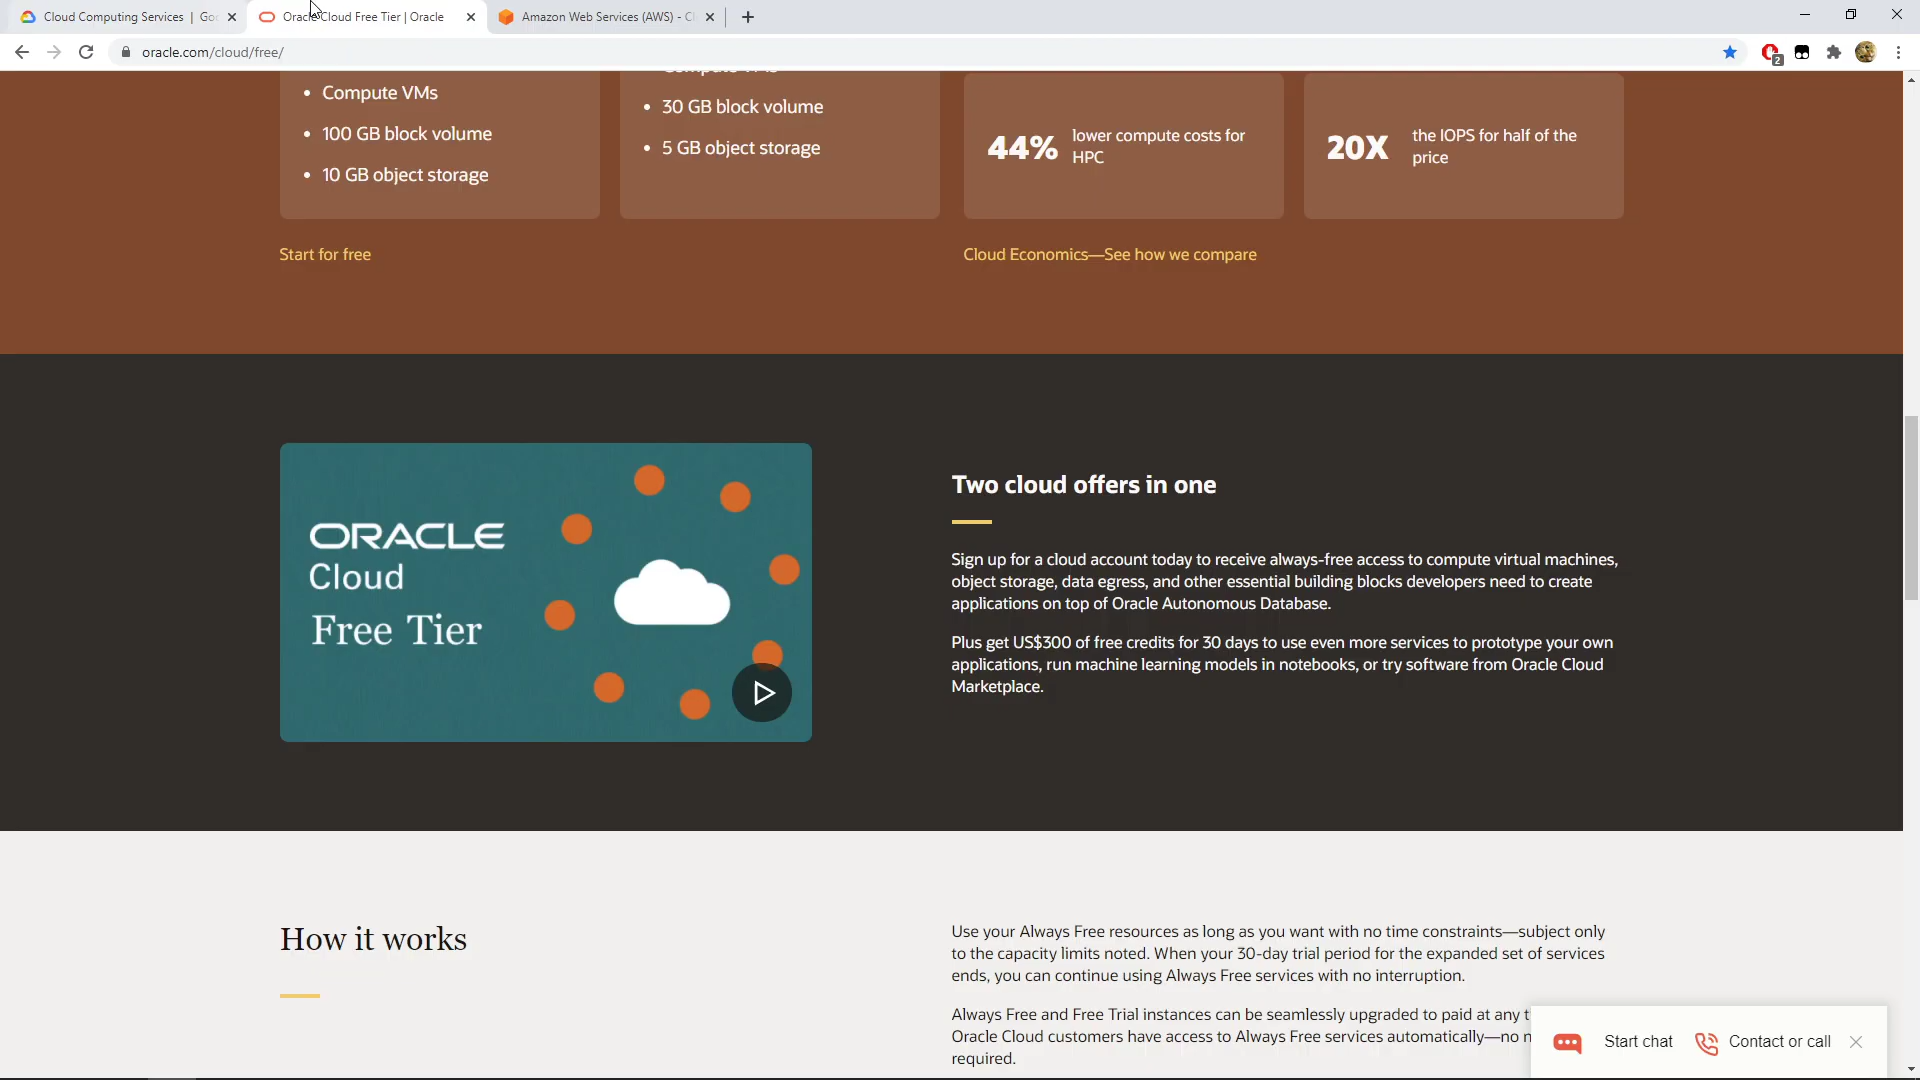 Cloud Computing Services | Goo
Oracle Cloud Free Tier | Oracle
Amazon Web Services (AWS) - Cl
oracle.com/cloud/free/
2
Compute VMs
• Compute VMs
• 100 GB block volume
• 10 GB object storage
• 30 GB block volume
• 5 GB object storage
44%
lower compute costs for
HPC
20X
the IOPS for half of the
price
Start for free
Cloud Economics—See how we compare
ORACLE
Cloud
Free Tier
Two cloud offers in one
Sign up for a cloud account today to receive always-free access to compute virtual machines,
object storage, data egress, and other essential building blocks developers need to create
applications on top of Oracle Autonomous Database.
Plus get US$300 of free credits for 30 days to use even more services to prototype your own
applications, run machine learning models in notebooks, or try software from Oracle Cloud
Marketplace.
How it works
Use your Always Free resources as long as you want with no time constraints—subject only
to the capacity limits noted. When your 30-day trial period for the expanded set of services
ends, you can continue using Always Free services with no interruption.
Always Free and Free Trial instances can be seamlessly upgraded to paid at any t
Oracle Cloud customers have access to Always Free services automatically—no n
required.
Start chat
Contact or call